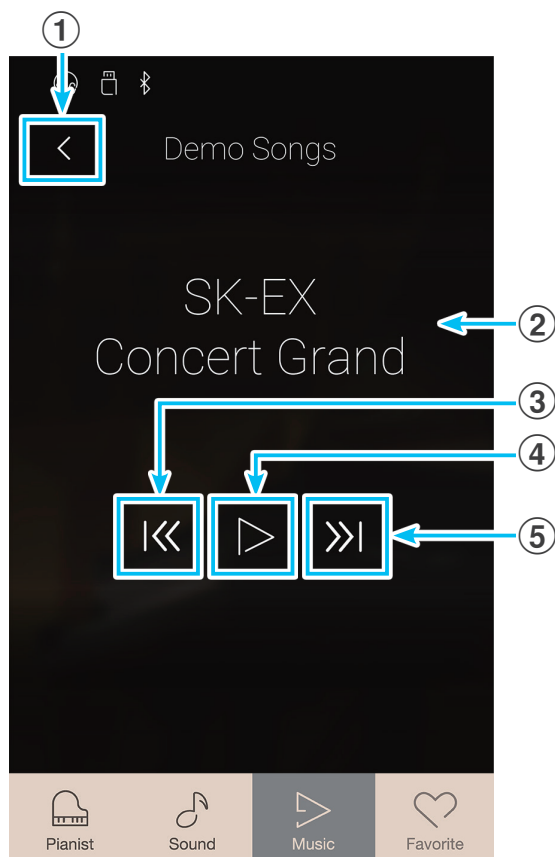 ①
Demo Songs
SK-EX
Concert Grand
②
③
④
⑤
Pianist
Sound
Music
Favorite